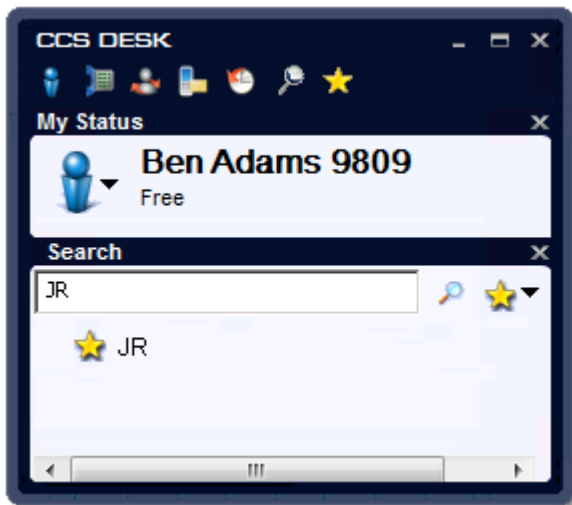 CCS DESK
My Status
Ben Adams 9809
Free
Search
JR
JR